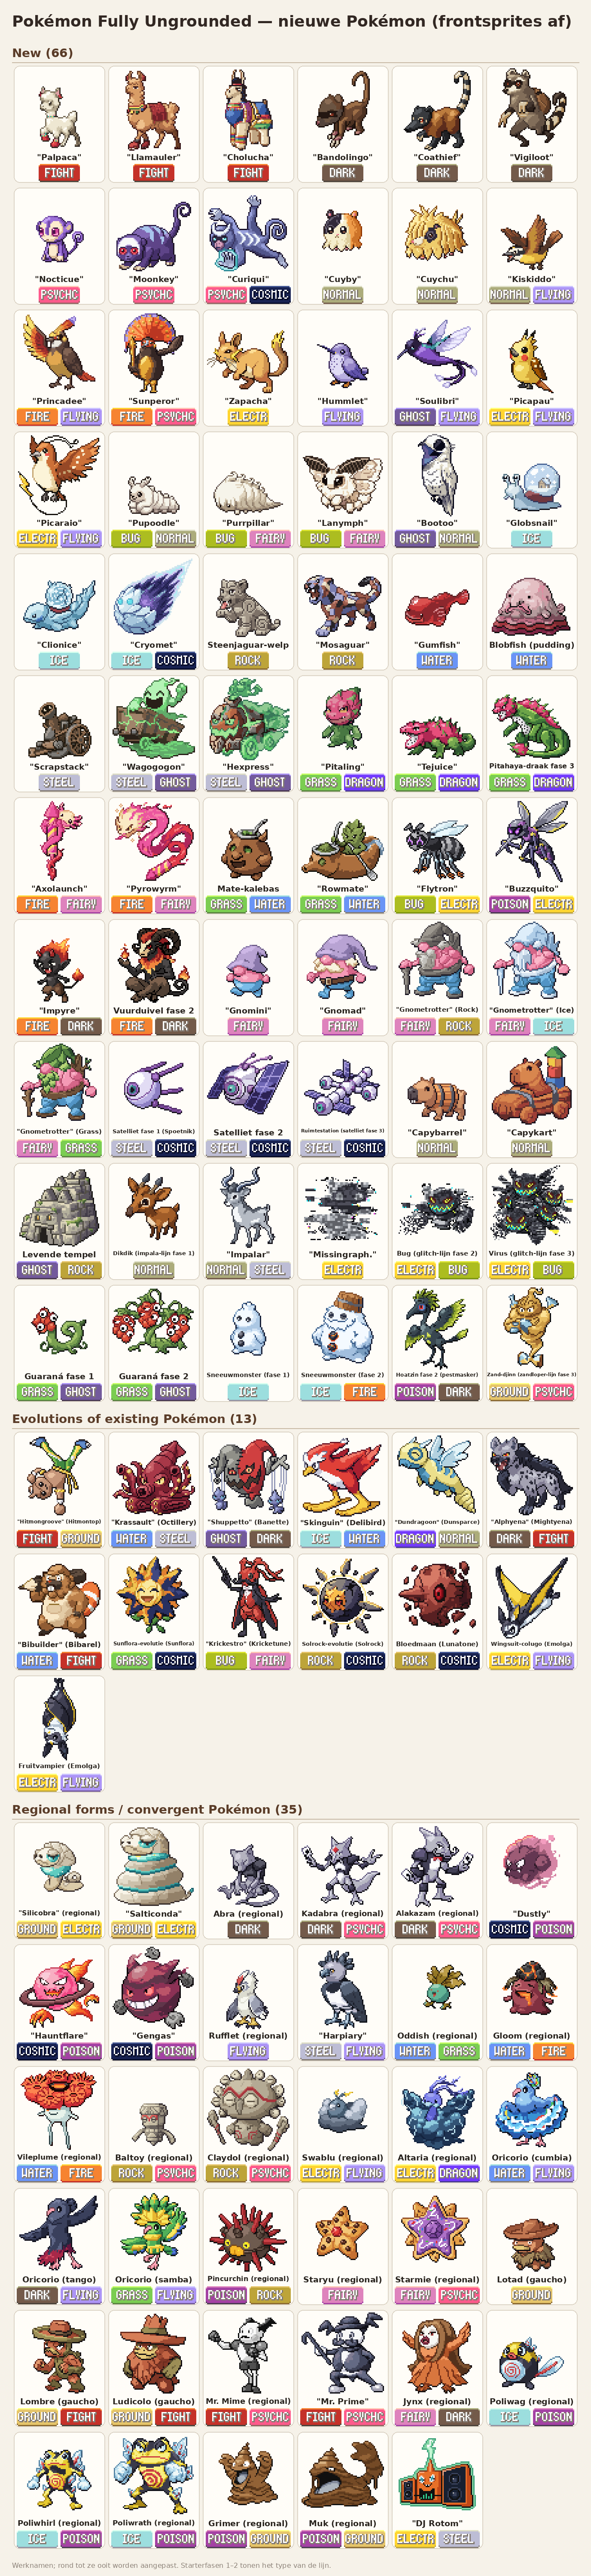 Pokémon Fully Ungrounded — nieuwe Pokémon (frontsprites af)
New (66)
"Palpaca" "Llamauler" "Cholucha" "Bandolingo" "Coathief" "Vigiloot"
FIGHT FIGHT FIGHT DARK DARK DARK
"Nocticue" "Moonkey" "Curiqui" "Cuyby" "Cuychu" "Kiskiddo"
PSYCHC PSYCHC PSYCHC COSMIC NORMAL NORMAL NORMAL FLYING
"Princadee" "Sunperor" "Zapacha" "Hummlet" "Soulibri" "Picapau"
FIRE FLYING FIRE PSYCHC ELECTR FLYING GHOST FLYING ELECTR FLYING
"Picaraio" "Pupoodle" "Purrpillar" "Lanymph" "Bootoo" "Globsnail"
ELECTR FLYING BUG NORMAL BUG FAIRY BUG FAIRY GHOST NORMAL ICE
"Clionice" "Cryomet" Steenjaguar-welp "Mosaguar" "Gumfish" Blobfish (pudding)
ICE ICE COSMIC ROCK ROCK WATER WATER
"Scrapstack" "Wagogogon" "Hexpress" "Pitaling" "Tejuice" Pitahaya-draak fase 3
STEEL STEEL GHOST STEEL GHOST GRASS DRAGON GRASS DRAGON GRASS DRAGON
"Axolaunch" "Pyrowyrm" Mate-kalebas "Rowmate" "Flytron" "Buzzquito"
FIRE FAIRY FIRE FAIRY GRASS WATER GRASS WATER BUG ELECTR POISON ELECTR
"Impyre" Vuurduivel fase 2 "Gnomini" "Gnomad" "Gnometrotter" (Rock) "Gnometrotter" (Ice)
FIRE DARK FIRE DARK FAIRY FAIRY FAIRY ROCK FAIRY ICE
"Gnometrotter" (Grass) Satelliet fase 1 (Spoetnik) Satelliet fase 2 Ruimtestation (satelliet fase 3) "Capybarrel" "Capykart"
FAIRY GRASS STEEL COSMIC STEEL COSMIC STEEL COSMIC NORMAL NORMAL
Levende tempel Dikdik (impala-lijn fase 1) "Impalar" "Missingraph." Bug (glitch-lijn fase 2) Virus (glitch-lijn fase 3)
GHOST ROCK NORMAL NORMAL STEEL ELECTR ELECTR BUG ELECTR BUG
Guaraná fase 1 Guaraná fase 2 Sneeuwmonster (fase 1) Sneeuwmonster (fase 2) Hoatzin fase 2 (pestmasker) Zand-djinn (zandloper-lijn fase 3)
GRASS GHOST GRASS GHOST ICE ICE FIRE POISON DARK GROUND PSYCHC
Evolutions of existing Pokémon (13)
"Hitmongroove" (Hitmontop) "Krassault" (Octillery) "Shuppetto" (Banette) "Skinguin" (Delibird) "Dundragoon" (Dunsparce) "Alphyena" (Mightyena)
FIGHT GROUND WATER STEEL GHOST DARK ICE WATER DRAGON NORMAL DARK FIGHT
"Bibuilder" (Bibarel) Sunflora-evolutie (Sunflora) "Krickestro" (Kricketune) Solrock-evolutie (Solrock) Bloedmaan (Lunatone) Wingsuit-colugo (Emolga)
WATER FIGHT GRASS COSMIC BUG FAIRY ROCK COSMIC ROCK COSMIC ELECTR FLYING
Fruitvampier (Emolga)
ELECTR FLYING
Regional forms / convergent Pokémon (35)
"Silicobra" (regional) "Salticonda" Abra (regional) Kadabra (regional) Alakazam (regional) "Dustly"
GROUND ELECTR GROUND ELECTR DARK DARK PSYCHC DARK PSYCHC COSMIC POISON
"Hauntflare" "Gengas" Rufflet (regional) "Harpiary" Oddish (regional) Gloom (regional)
COSMIC POISON COSMIC POISON FLYING STEEL FLYING WATER GRASS WATER FIRE
Vileplume (regional) Baltoy (regional) Claydol (regional) Swablu (regional) Altaria (regional) Oricorio (cumbia)
WATER FIRE ROCK PSYCHC ROCK PSYCHC ELECTR FLYING ELECTR DRAGON WATER FLYING
Oricorio (tango) Oricorio (samba) Pincurchin (regional) Staryu (regional) Starmie (regional) Lotad (gaucho)
DARK FLYING GRASS FLYING POISON ROCK FAIRY FAIRY PSYCHC GROUND
Lombre (gaucho) Ludicolo (gaucho) Mr. Mime (regional) "Mr. Prime" Jynx (regional) Poliwag (regional)
GROUND FIGHT GROUND FIGHT FIGHT PSYCHC FIGHT PSYCHC FAIRY DARK ICE POISON
Poliwhirl (regional) Poliwrath (regional) Grimer (regional) Muk (regional) "DJ Rotom"
ICE POISON ICE POISON POISON GROUND POISON GROUND ELECTR STEEL
Werknamen; rond tot ze ooit worden aangepast. Starterfasen 1–2 tonen het type van de lijn.